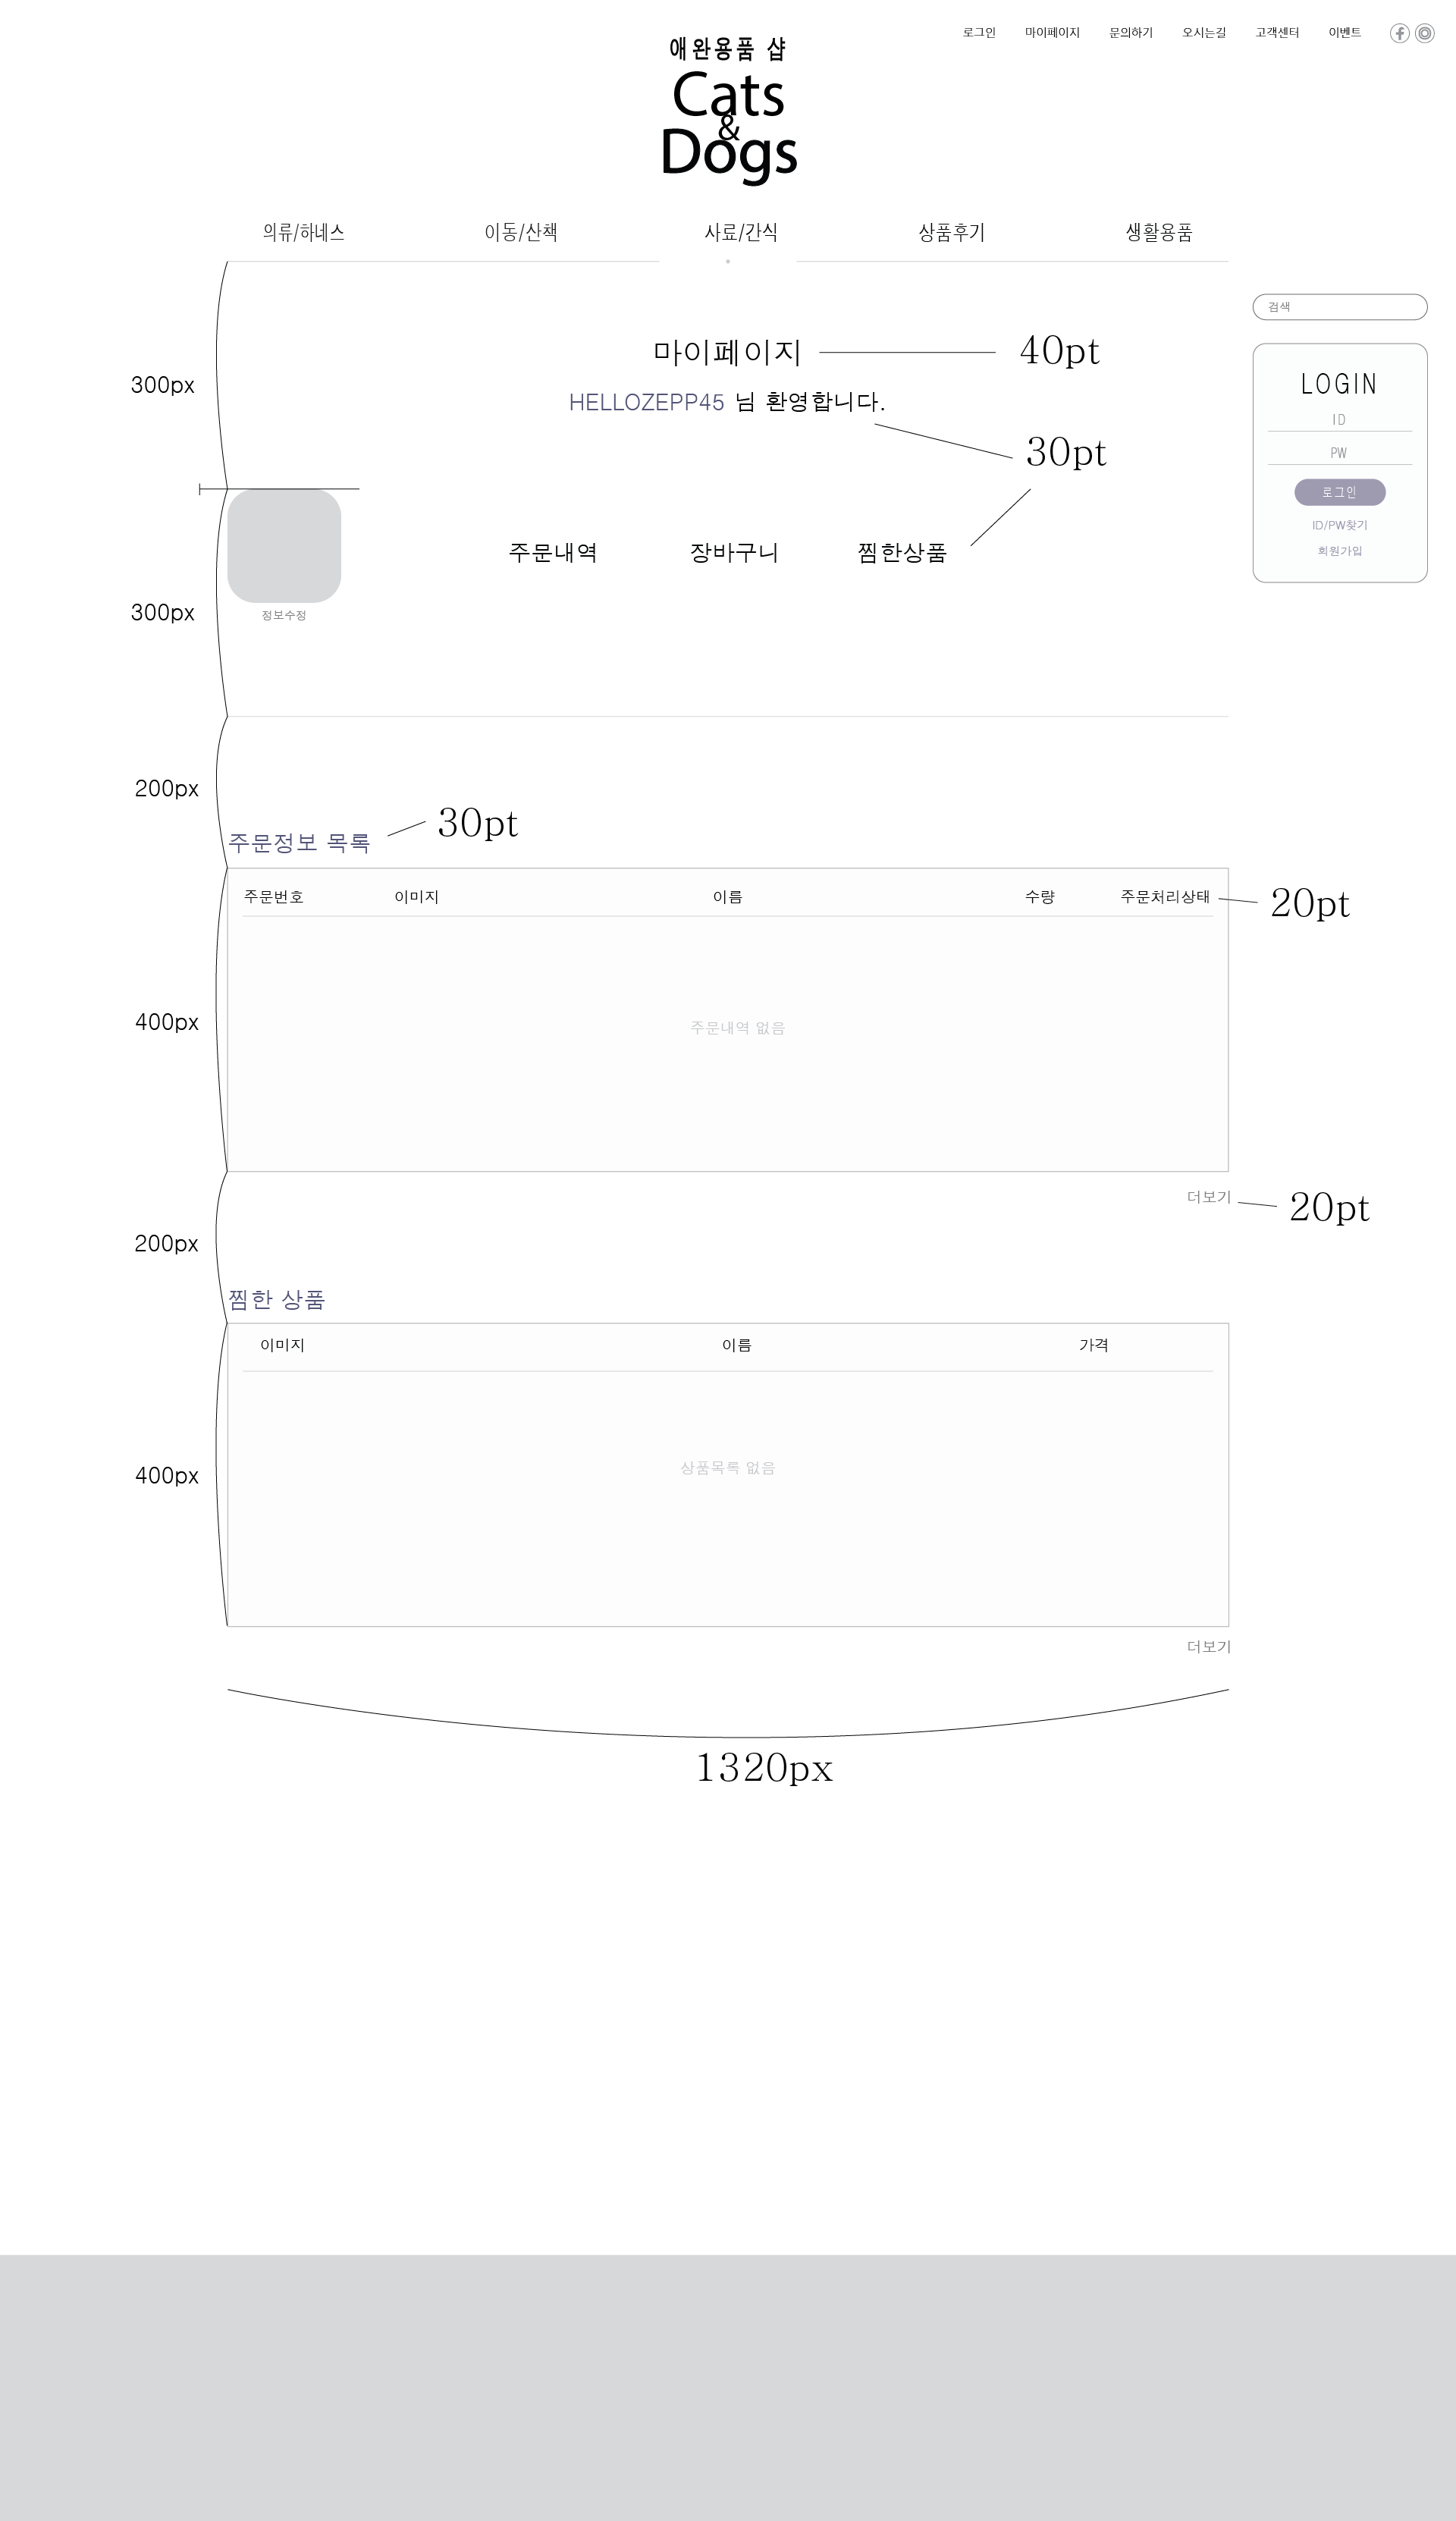 로그인 마이페이지 문의하기 오시는길 고객센터 이벤트
애완용품 샵
Cats
&
Dogs
의류/하네스 이동/산책 사료/간식 상품후기 생활용품
검색
300px
마이페이지 40pt
HELLOZEPP45 님 환영합니다.
30pt
LOGIN
ID
PW
로그인
ID/PW찾기
회원가입
주문내역 장바구니 찜한상품
300px
정보수정
200px
주문정보 목록 30pt
주문번호 이미지 이름 수량 주문처리상태 20pt
400px
주문내역 없음
더보기 20pt
200px
찜한 상품
이미지 이름 가격
400px
상품목록 없음
더보기
1320px